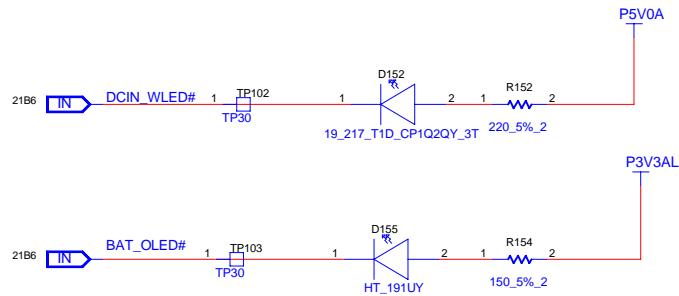 P5V0A
D152
R152
21B6
IN
DCIN_WLED#
1
TP102
TP30
1
2
1
2
19_217_T1D_CP1Q2QY_3T
220_5%_2
P3V3AL
D155
R154
21B6
IN
BAT_OLED#
1
TP103
TP30
1
2
1
2
HT_191UY
150_5%_2